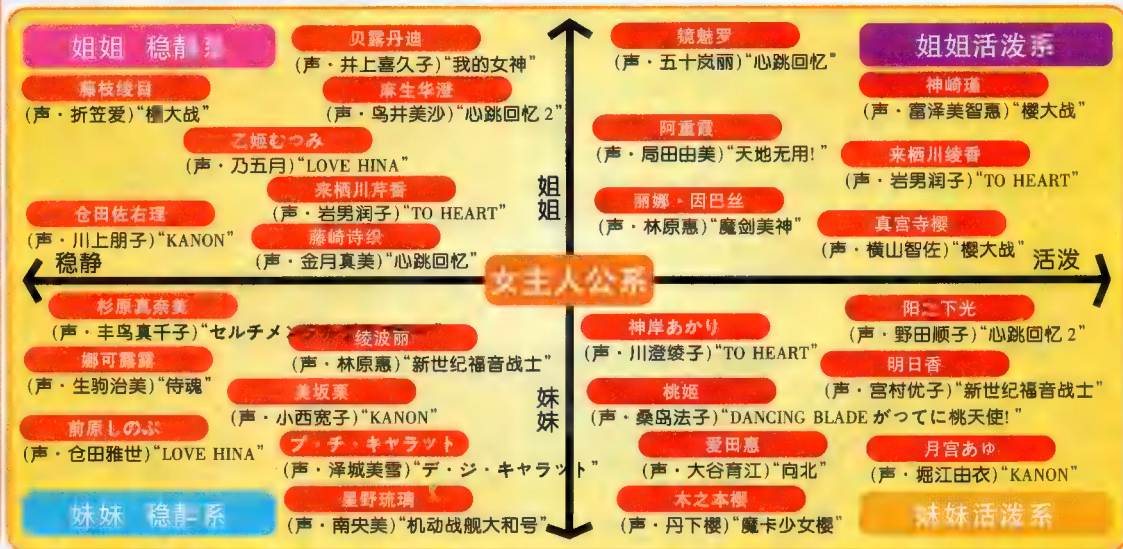 姐姐 稳静系
贝露丹迪
(声·井上喜久子)“我的女神”
藤枝绫目
(声·折笠爱)“樱大战”
麻生华澄
(声·鸟井美沙)“心跳回忆 2”
乙姫むつみ
(声·乃五月)“LOVE HINA”
来栖川芹香
(声·岩男润子)“TO HEART”
仓田佐右理
(声·川上朋子)“KANON”
藤崎诗织
(声·金月真美)“心跳回忆”
姐姐活泼系
镜魅罗
(声·五十岚丽)“心跳回忆”
神崎瑾
(声·富泽美智惠)“樱大战”
阿重霞
(声·局田由美)“天地无用!”
来栖川绫香
(声·岩男润子)“TO HEART”
丽娜·因巴丝
(声·林原惠)“魔剑美神”
真宫寺樱
(声·横山智佐)“樱大战”
姐姐
稳静
女主人公系
活泼
妹妹
杉原真奈美
(声·丰鸟真千子)“セルチメン
绫波丽
(声·林原惠)“新世纪福音战士”
娜可露露
(声·生驹治美)“侍魂”
美坂栗
(声·小西宽子)“KANON”
前原しのぶ
(声·仓田雅世)“LOVE HINA”
プ・チ・キャラット
(声·泽城美雪)“デ・ジ・キャラット”
星野琉璃
(声·南央美)“机动战舰大和号”
妹妹 稳静系
神岸あかり
(声·川澄绫子)“TO HEART”
阳之下光
(声·野田顺子)“心跳回忆 2”
明日香
(声·宫村优子)“新世纪福音战士”
桃姬
(声·桑岛法子)“DANCING BLADE がつてに桃天使!”
爱田惠
(声·大谷育江)“向北”
月宫あゆ
(声·堀江由衣)“KANON”
木之本樱
(声·丹下樱)“魔卡少女樱”
妹妹活泼系